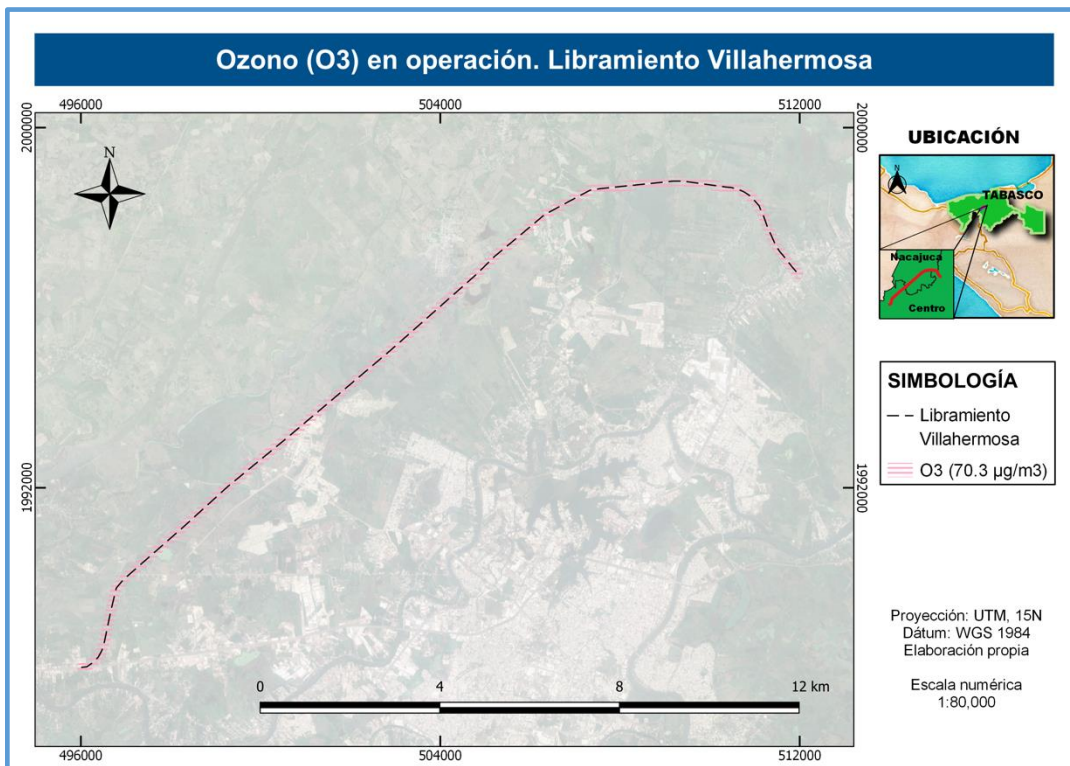 Ozono (O3) en operación. Libramiento Villahermosa
496000
504000
512000
2000000
2000000
N
1992000
1992000
0
4
8
12 km
496000
504000
512000
UBICACIÓN
N
TABASCO
Nacajuca
Centro
SIMBOLOGÍA
Libramiento
Villahermosa
O3 (70.3 µg/m3)
Proyección: UTM, 15N
Dátum: WGS 1984
Elaboración propia
Escala numérica
1:80,000